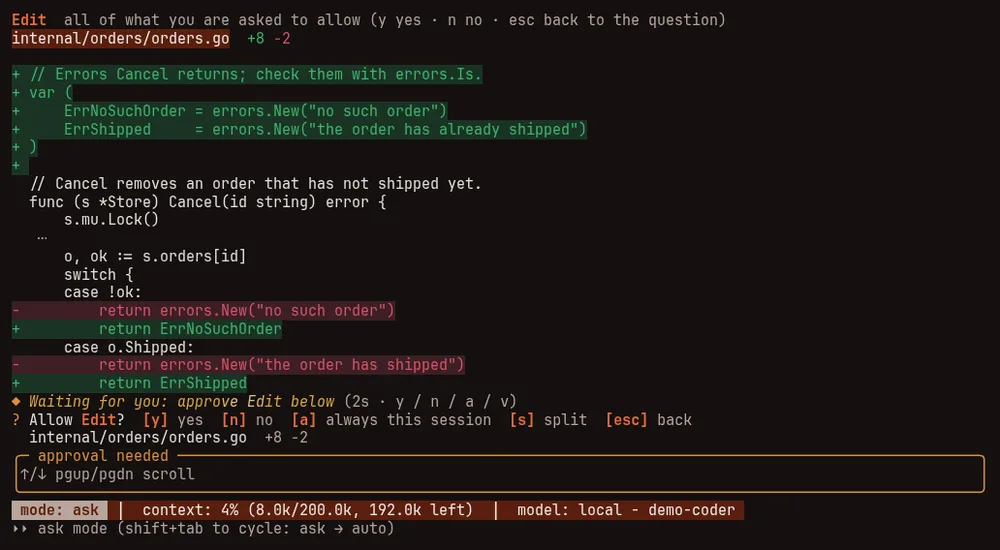 Edit  all of what you are asked to allow (y yes · n no · esc back to the question)
internal/orders/orders.go  +8 -2
+ // Errors Cancel returns; check them with errors.Is.
+ var (
+     ErrNoSuchOrder = errors.New("no such order")
+     ErrShipped     = errors.New("the order has already shipped")
+ )
+
  // Cancel removes an order that has not shipped yet.
  func (s *Store) Cancel(id string) error {
      s.mu.Lock()
   …
      o, ok := s.orders[id]
      switch {
      case !ok:
-         return errors.New("no such order")
+         return ErrNoSuchOrder
      case o.Shipped:
-         return errors.New("the order has shipped")
+         return ErrShipped
◆ Waiting for you: approve Edit below (2s · y / n / a / v)
? Allow Edit?  [y] yes  [n] no  [a] always this session  [s] split  [esc] back
  internal/orders/orders.go  +8 -2
approval needed
↑/↓ pgup/pgdn scroll
mode: ask | context: 4% (8.0k/200.0k, 192.0k left) | model: local - demo-coder
▸▸ ask mode (shift+tab to cycle: ask → auto)